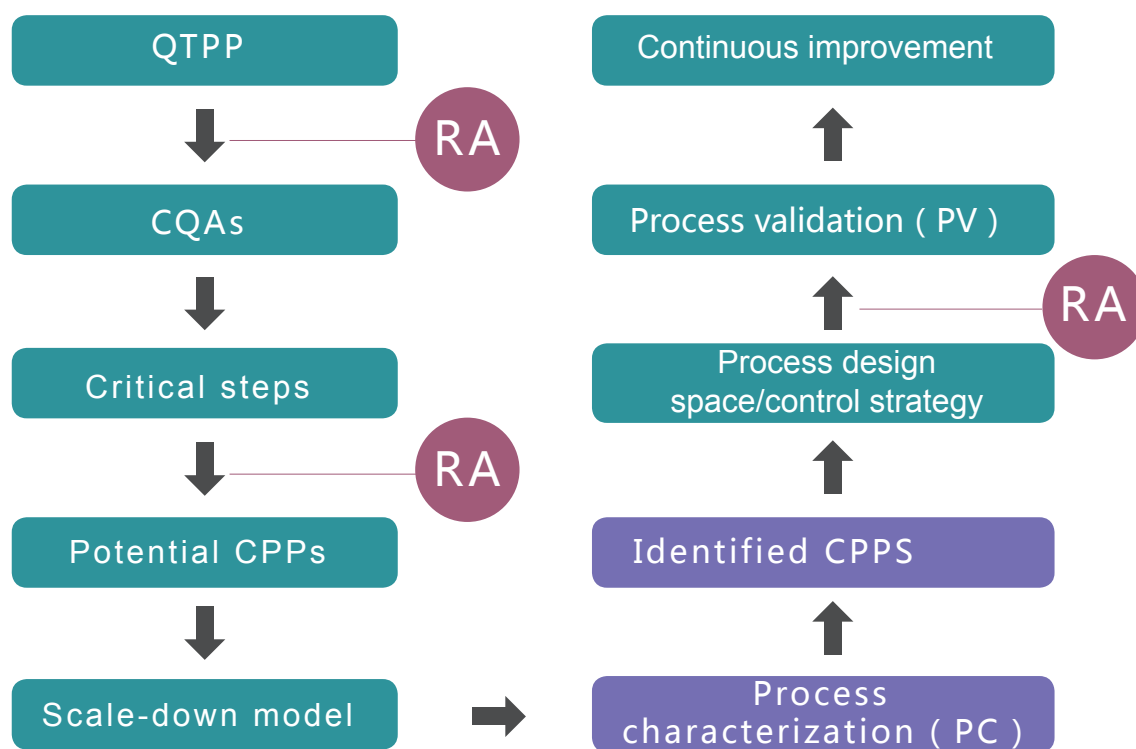 QTPP
RA
CQAs
Critical steps
RA
Potential CPPs
Scale-down model
Continuous improvement
Process validation ( PV )
RA
Process design
space/control strategy
Identified CPPS
Process
characterization ( PC )